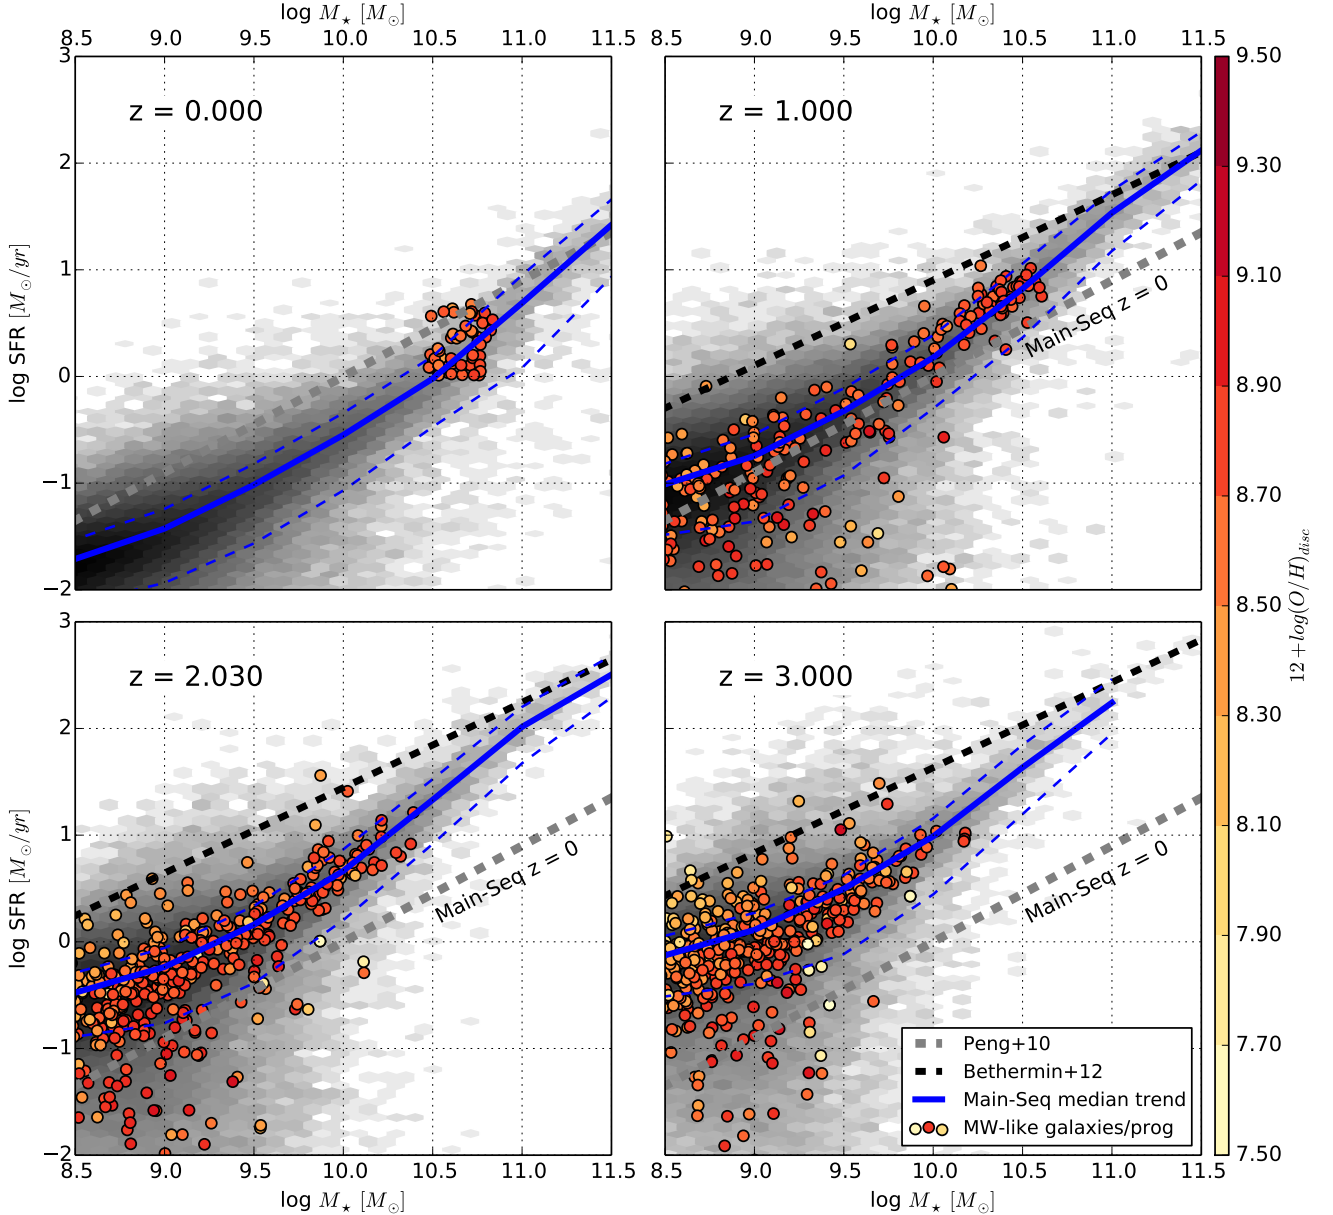 log M⋆ [M⊙]
log M⋆ [M⊙]
8.5 9.0 9.5 10.0 10.5 11.0 11.5
8.5 9.0 9.5 10.0 10.5 11.0 11.5
z = 0.000
3
2
1
0
−1
−2
log SFR [M⊙/yr]
z = 1.000
Main-Seq z = 0
9.50
9.30
9.10
8.90
8.70
8.50
8.30
8.10
7.90
7.70
7.50
12+log(O/H)disc
z = 2.030
3
2
1
0
−1
−2
log SFR [M⊙/yr]
Main-Seq z = 0
z = 3.000
Main-Seq z = 0
Peng+10
Bethermin+12
Main-Seq median trend
MW-like galaxies/prog
8.5 9.0 9.5 10.0 10.5 11.0 11.5
8.5 9.0 9.5 10.0 10.5 11.0 11.5
log M⋆ [M⊙]
log M⋆ [M⊙]